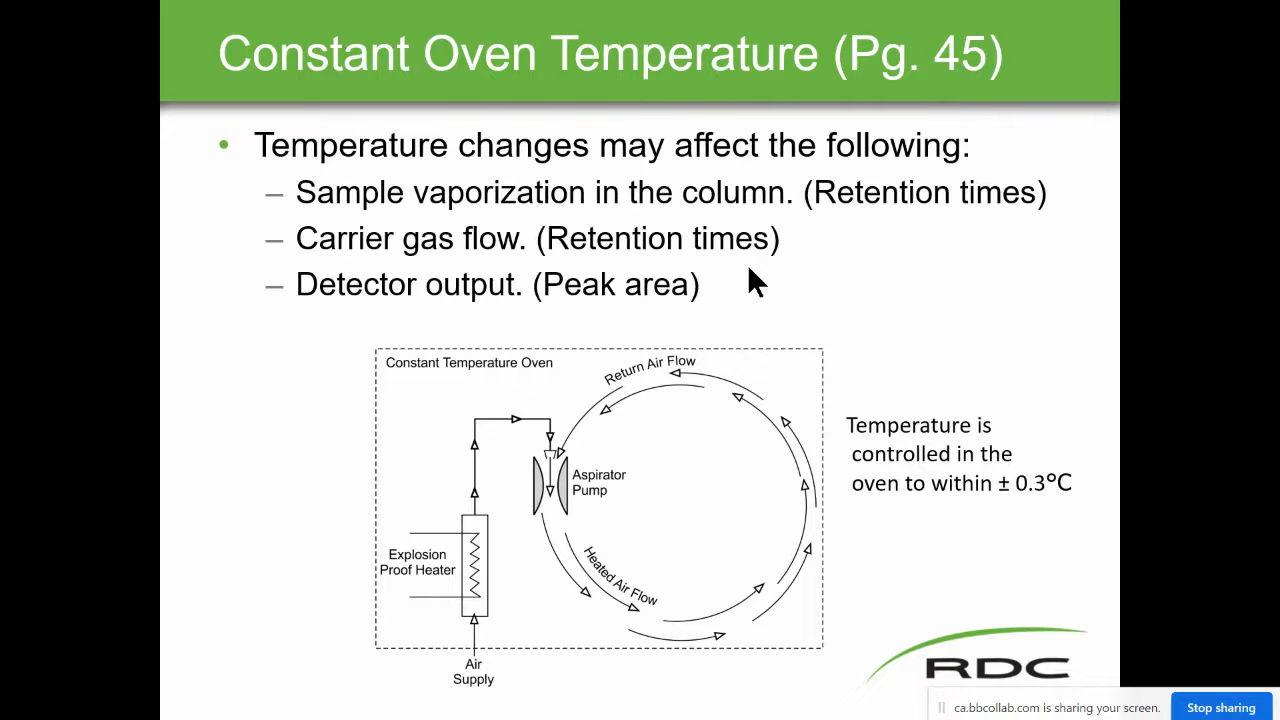 Constant Oven Temperature (Pg. 45)
• Temperature changes may affect the following:
– Sample vaporization in the column. (Retention times)
– Carrier gas flow. (Retention times)
– Detector output. (Peak area)
Constant Temperature Oven
Return Air Flow
Aspirator
Pump
Explosion
Proof Heater
Heated Air Flow
Air
Supply
Temperature is
controlled in the
oven to within ± 0.3°C
RDC
ca.bbcollab.com is sharing your screen.
Stop sharing